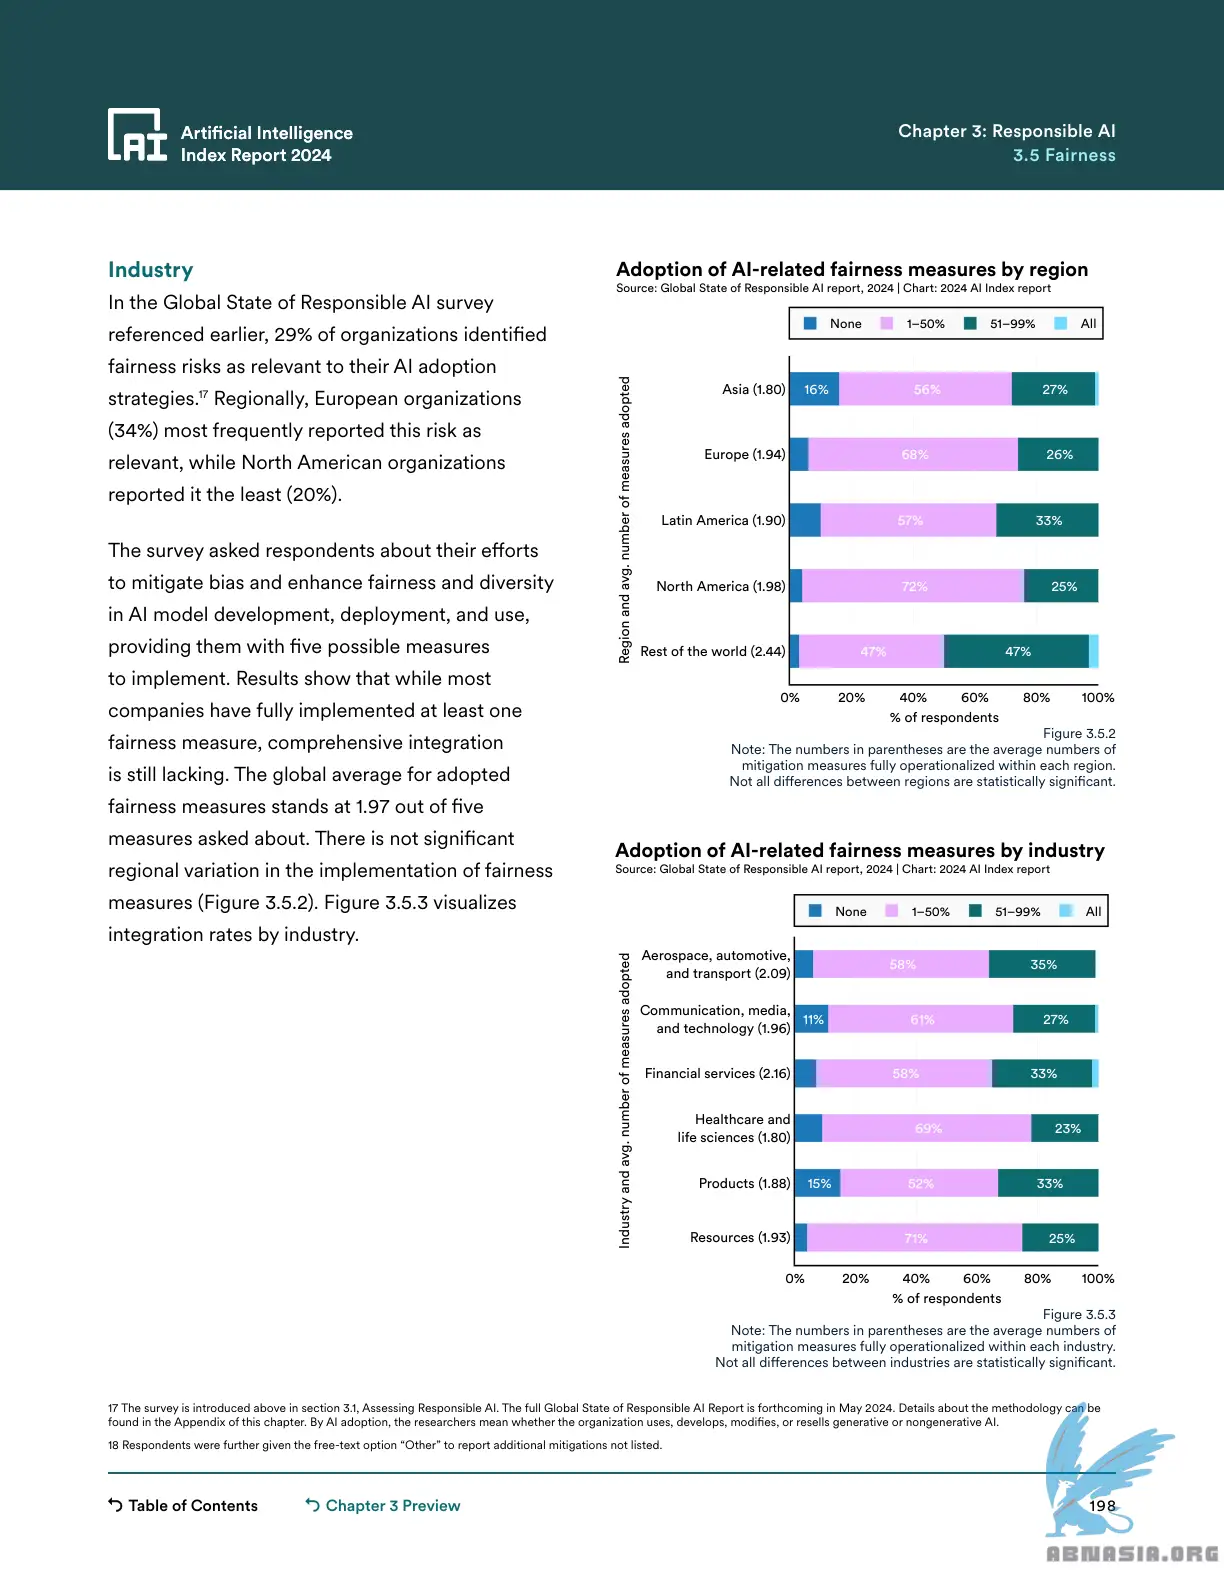 Artificial Intelligence
Index Report 2024
Chapter 3: Responsible AI
3.5 Fairness
Industry
In the Global State of Responsible AI survey
referenced earlier, 29% of organizations identified
fairness risks as relevant to their AI adoption
strategies.17 Regionally, European organizations
(34%) most frequently reported this risk as
relevant, while North American organizations
reported it the least (20%).
The survey asked respondents about their efforts
to mitigate bias and enhance fairness and diversity
in AI model development, deployment, and use,
providing them with five possible measures
to implement. Results show that while most
companies have fully implemented at least one
fairness measure, comprehensive integration
is still lacking. The global average for adopted
fairness measures stands at 1.97 out of five
measures asked about. There is not significant
regional variation in the implementation of fairness
measures (Figure 3.5.2). Figure 3.5.3 visualizes
integration rates by industry.
Adoption of AI-related fairness measures by region
Source: Global State of Responsible AI report, 2024 | Chart: 2024 AI Index report
None 1–50% 51–99% All
Region and avg. number of measures adopted
Asia (1.80) 16% 56% 27%
Europe (1.94) 68% 26%
Latin America (1.90) 57% 33%
North America (1.98) 72% 25%
Rest of the world (2.44) 47% 47%
0% 20% 40% 60% 80% 100%
% of respondents
Figure 3.5.2
Note: The numbers in parentheses are the average numbers of
mitigation measures fully operationalized within each region.
Not all differences between regions are statistically significant.
Adoption of AI-related fairness measures by industry
Source: Global State of Responsible AI report, 2024 | Chart: 2024 AI Index report
None 1–50% 51–99% All
Industry and avg. number of measures adopted
Aerospace, automotive,
and transport (2.09) 58% 35%
Communication, media,
and technology (1.96) 11% 61% 27%
Financial services (2.16) 58% 33%
Healthcare and
life sciences (1.80) 69% 23%
Products (1.88) 15% 52% 33%
Resources (1.93) 71% 25%
0% 20% 40% 60% 80% 100%
% of respondents
Figure 3.5.3
Note: The numbers in parentheses are the average numbers of
mitigation measures fully operationalized within each industry.
Not all differences between industries are statistically significant.
17 The survey is introduced above in section 3.1, Assessing Responsible AI. The full Global State of Responsible AI Report is forthcoming in May 2024. Details about the methodology can be
found in the Appendix of this chapter. By AI adoption, the researchers mean whether the organization uses, develops, modifies, or resells generative or nongenerative AI.
18 Respondents were further given the free-text option “Other” to report additional mitigations not listed.
Table of Contents
Chapter 3 Preview
198
ABNASIA.ORG